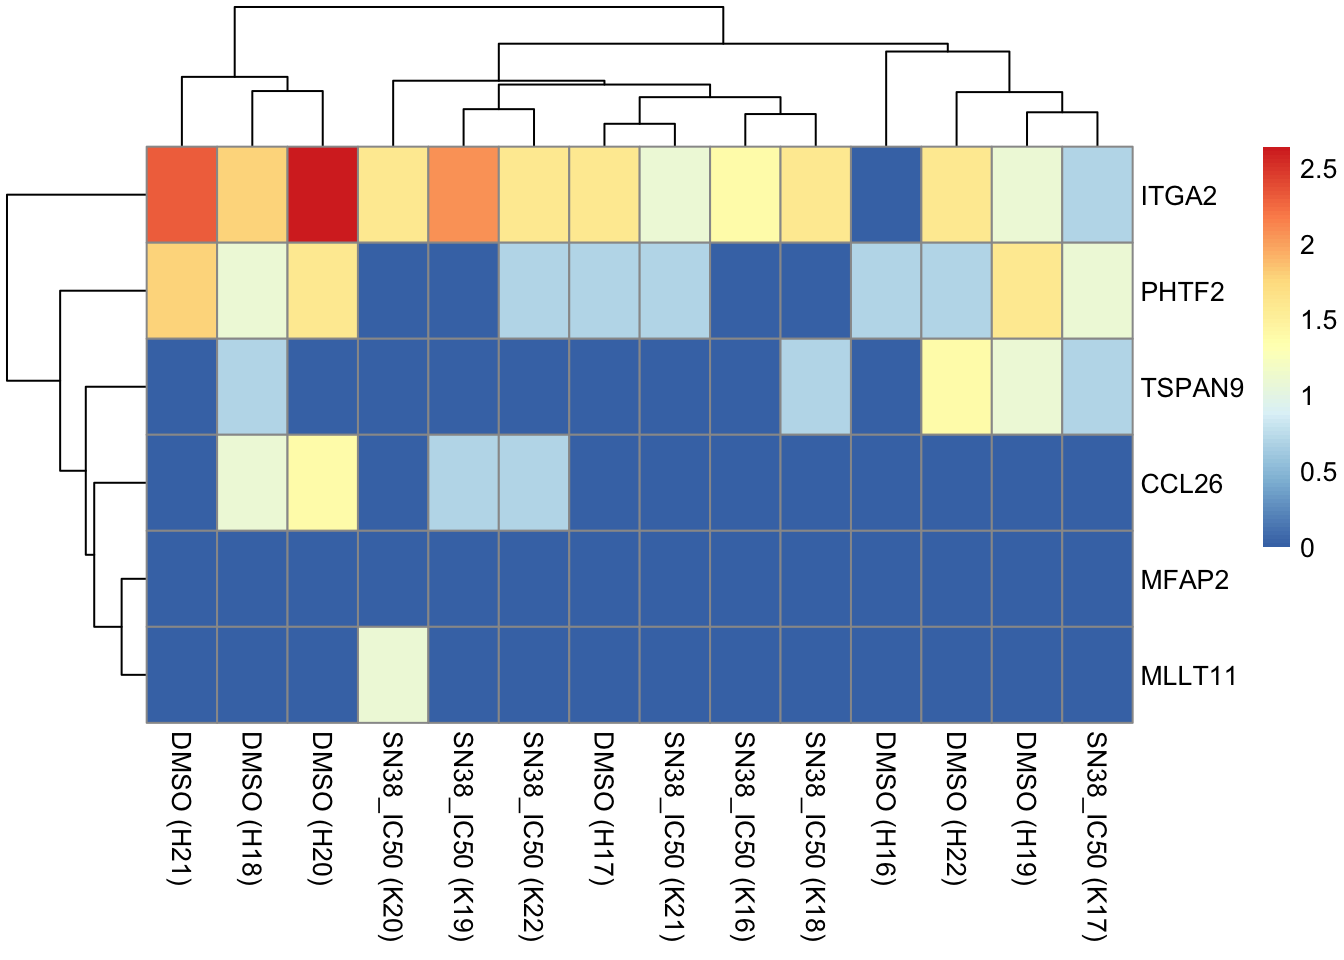 2.5
2
1.5
1
0.5
0
ITGA2
PHTF2
TSPAN9
CCL26
MFAP2
MLLT11
DMSO (H21)
DMSO (H18)
DMSO (H20)
SN38_IC50 (K20)
SN38_IC50 (K19)
SN38_IC50 (K22)
DMSO (H17)
SN38_IC50 (K21)
SN38_IC50 (K16)
SN38_IC50 (K18)
DMSO (H16)
DMSO (H22)
DMSO (H19)
SN38_IC50 (K17)